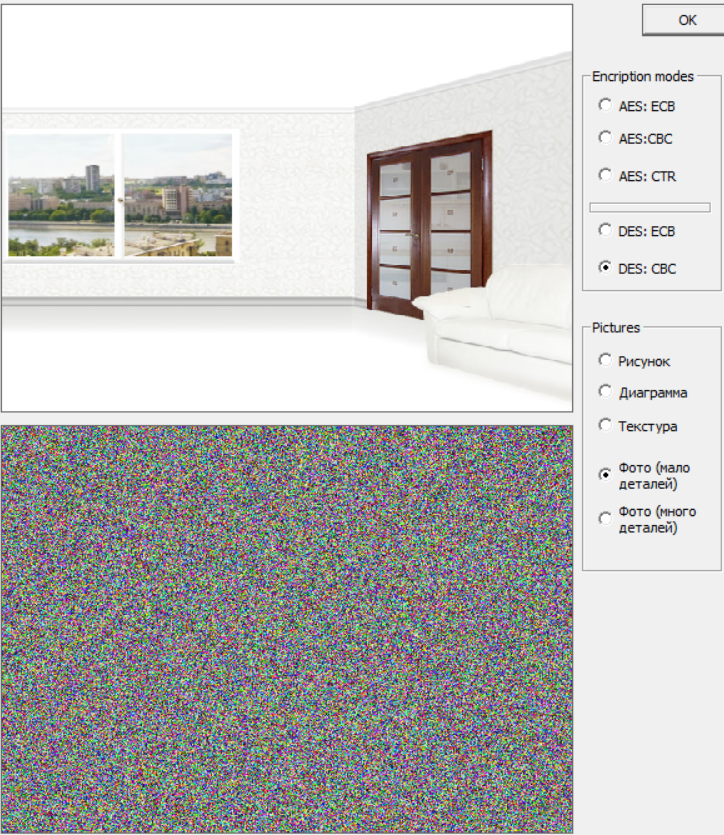 OK
Encription modes
AES: ECB
AES:CBC
AES: CTR
DES: ECB
DES: CBC
Pictures
Рисунок
Диаграмма
Текстура
Фото (мало
деталей)
Фото (много
деталей)